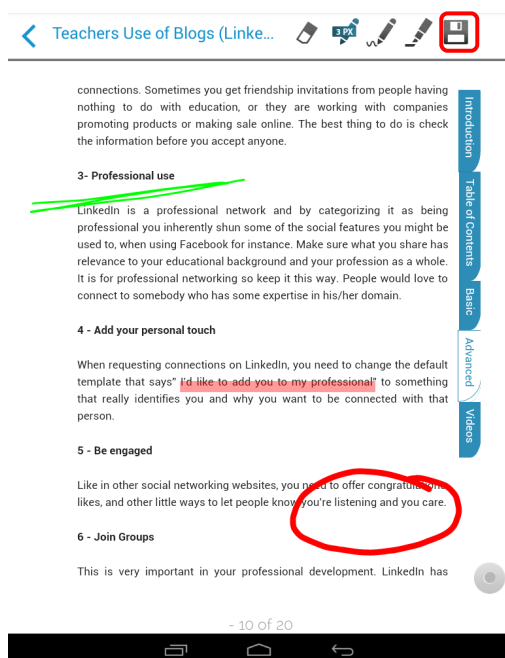 Teachers Use of Blogs (Linke...
3 PX
connections. Sometimes you get friendship invitations from people having
nothing to do with education, or they are working with companies
promoting products or making sale online. The best thing to do is check
the information before you accept anyone.
3- Professional use
LinkedIn is a professional network and by categorizing it as being
professional you inherently shun some of the social features you might be
used to, when using Facebook for instance. Make sure what you share has
relevance to your educational background and your profession as a whole.
It is for professional networking so keep it this way. People would love to
connect to somebody who has some expertise in his/her domain.
4 - Add your personal touch
When requesting connections on LinkedIn, you need to change the default
template that says" I'd like to add you to my professional" to something
that really identifies you and why you want to be connected with that
person.
5 - Be engaged
Like in other social networking websites, you need to offer congratulations,
likes, and other little ways to let people know you're listening and you care.
6 - Join Groups
This is very important in your professional development. LinkedIn has
Introduction
Table of Contents
Basic
Advanced
Videos
- 10 of 20